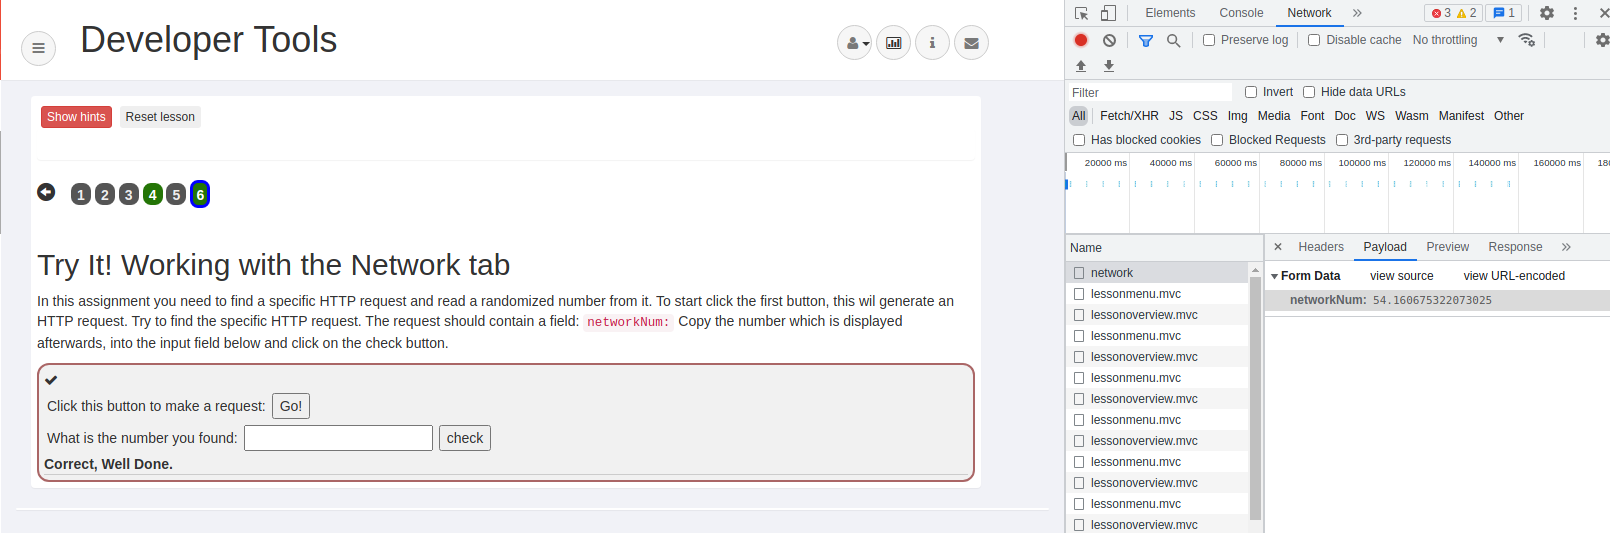 Developer Tools
Show hints Reset lesson
1 2 3 4 5 6
Try It! Working with the Network tab
In this assignment you need to find a specific HTTP request and read a randomized number from it. To start click the first button, this wil generate an
HTTP request. Try to find the specific HTTP request. The request should contain a field: networkNum: Copy the number which is displayed
afterwards, into the input field below and click on the check button.
Click this button to make a request: Go!
What is the number you found: check
Correct, Well Done.
Elements Console Network » 3 2 1
Preserve log Disable cache No throttling
Filter Invert Hide data URLs
All Fetch/XHR JS CSS Img Media Font Doc WS Wasm Manifest Other
Has blocked cookies Blocked Requests 3rd-party requests
20000 ms 40000 ms 60000 ms 80000 ms 100000 ms 120000 ms 140000 ms 160000 ms 180
Name
network
lessonmenu.mvc
lessonoverview.mvc
lessonmenu.mvc
lessonoverview.mvc
lessonmenu.mvc
lessonoverview.mvc
lessonmenu.mvc
lessonoverview.mvc
lessonmenu.mvc
lessonoverview.mvc
lessonmenu.mvc
lessonoverview.mvc
× Headers Payload Preview Response »
Form Data view source view URL-encoded
networkNum: 54.160675322073025